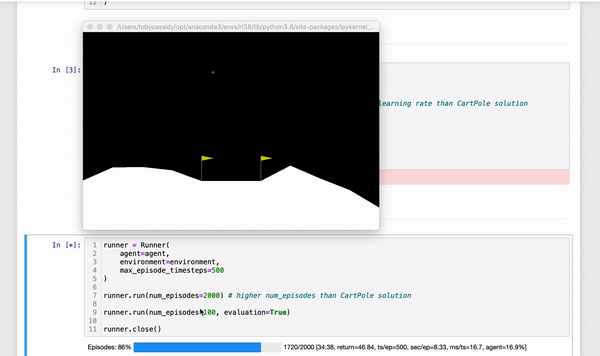 12 )
/Users/tobycassidy/opt/anaconda3/envs/rl38/lib/python3.8/site-packages/ipykernel_...
In [3]:
learning rate than CartPole solution
In [*]:
1 runner = Runner(
2 agent=agent,
3 environment=environment,
4 max_episode_timesteps=500
5 )
6
7 runner.run(num_episodes=2000) # higher num_episodes than CartPole solution
8
9 runner.run(num_episodes=100, evaluation=True)
10
11 runner.close()
Episodes: 86% 1720/2000 [34:38, return=46.84, ts/ep=500, sec/ep=8.33, ms/ts=16.7, agent=16.9%]